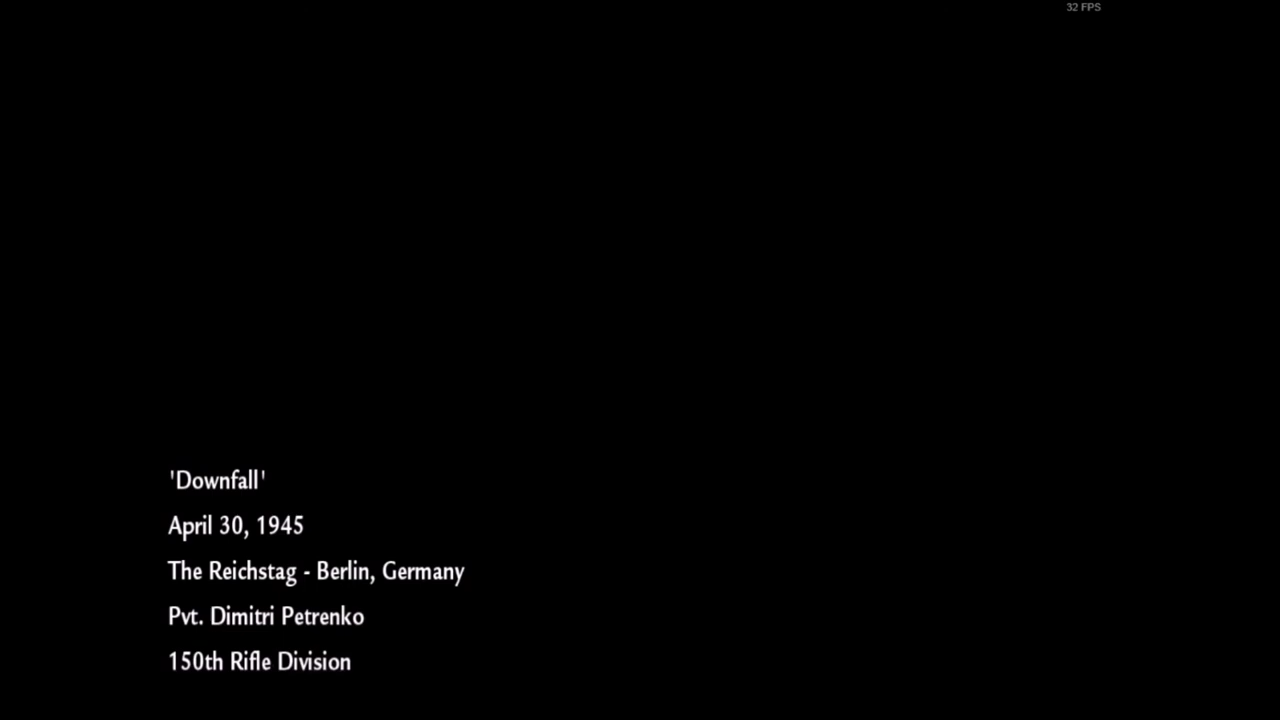 32 FPS
'Downfall'
April 30, 1945
The Reichstag - Berlin, Germany
Pvt. Dimitri Petrenko
150th Rifle Division